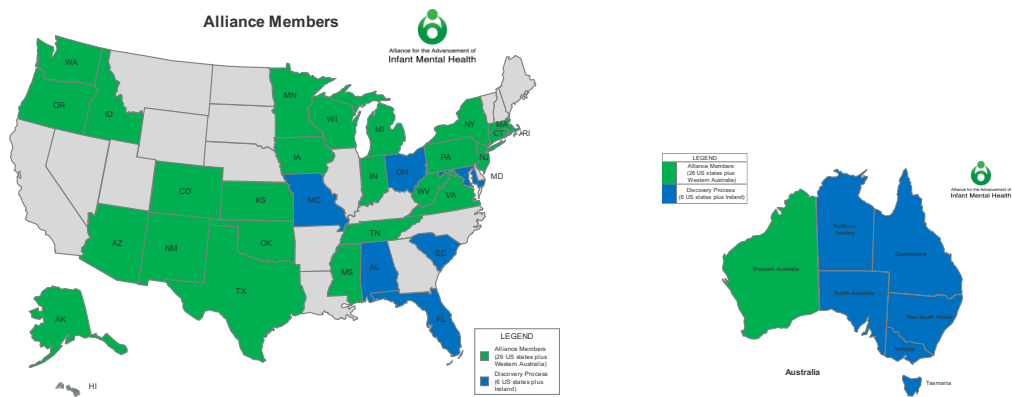 Alliance Members
Alliance for the Advancement of
Infant Mental Health
WA
OR
ID
MN
WI
MI
IA
NY
MA
CT
RI
PA
NJ
OH
IN
MD
WV
VA
CO
KS
MO
TN
AZ
NM
OK
TX
MS
AL
SC
FL
AK
HI
LEGEND
Alliance Members
(26 US states plus
Western Australia)
Discovery Process
(6 US states plus
Ireland)
LEGEND
Alliance Members
(26 US states plus
Western Australia)
Discovery Process
(6 US states plus Ireland)
Alliance for the Advancement of
Infant Mental Health
Northern
Territory
Queensland
Western Australia
South Australia
New South Wales
Victoria
Tasmania
Australia